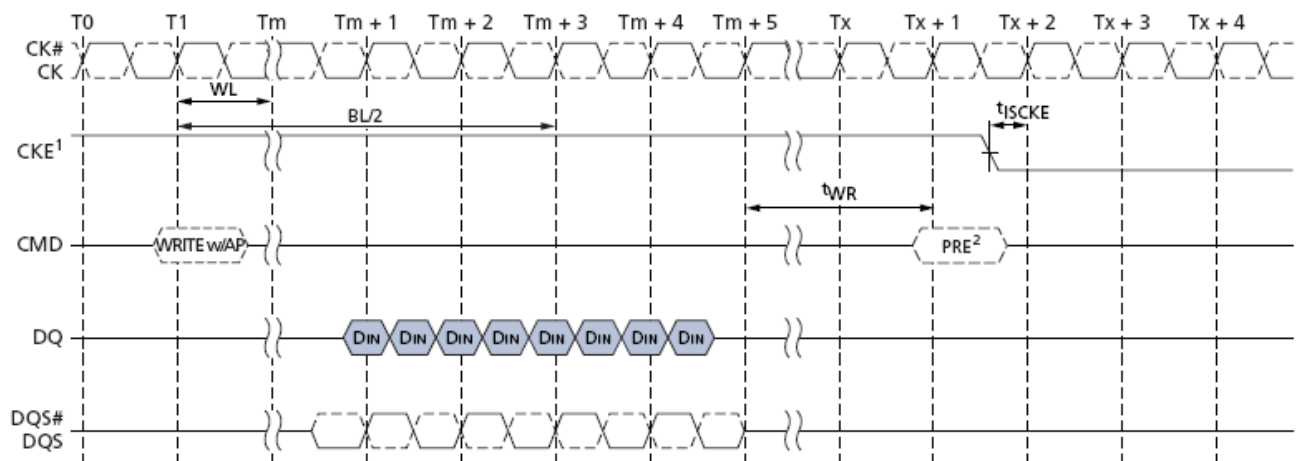 T0 T1 Tm Tm + 1 Tm + 2 Tm + 3 Tm + 4 Tm + 5 Tx Tx + 1 Tx + 2 Tx + 3 Tx + 4
CK#
CK
WL
BL/2
tISCKE
CKE1
tWR
CMD WRITE w/AP PRE2
DQ DIN DIN DIN DIN DIN DIN DIN DIN
DQS#
DQS